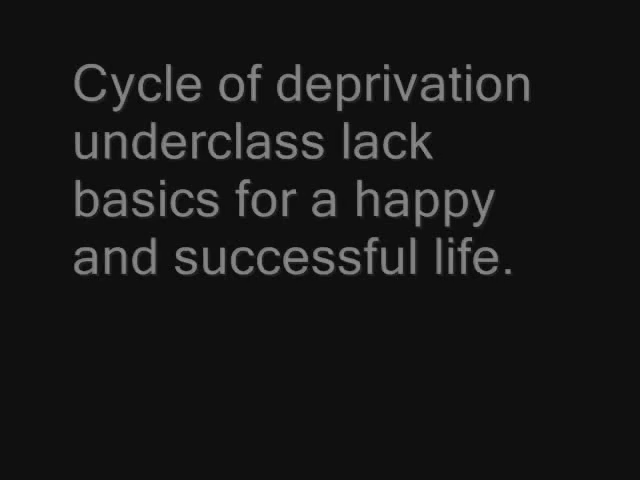 Cycle of deprivation
underclass lack
basics for a happy
and successful life.